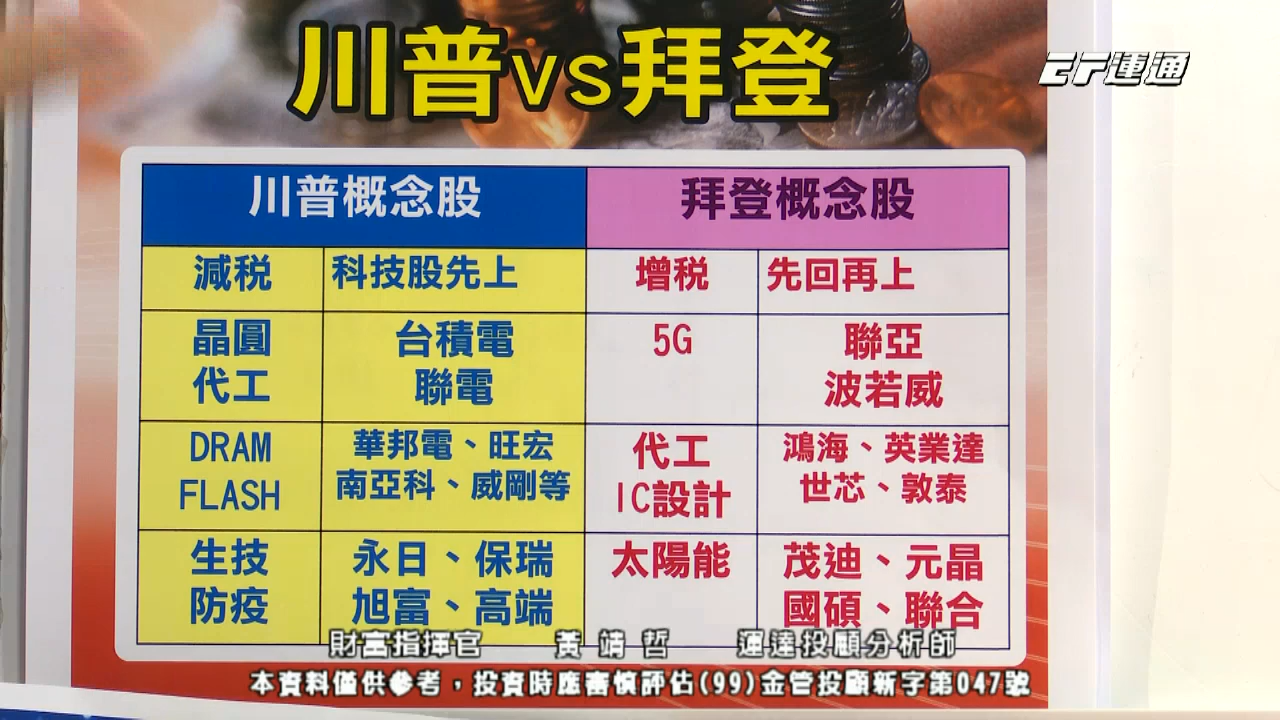 川普vs拜登
運通
川普概念股 拜登概念股
減稅 科技股先上 增稅 先回再上
晶圓 台積電 5G 聯亞
代工 聯電 波若威
DRAM 華邦電、旺宏 代工 鴻海、英業達
FLASH 南亞科、威剛等 IC設計 世芯、敦泰
生技 永日、保瑞 太陽能 茂迪、元晶
防疫 旭富、高端 國碩、聯合
財富指揮官 黃靖哲 運達投顧分析師
本資料僅供參考，投資時應審慎評估(99)金管投顧新字第047號